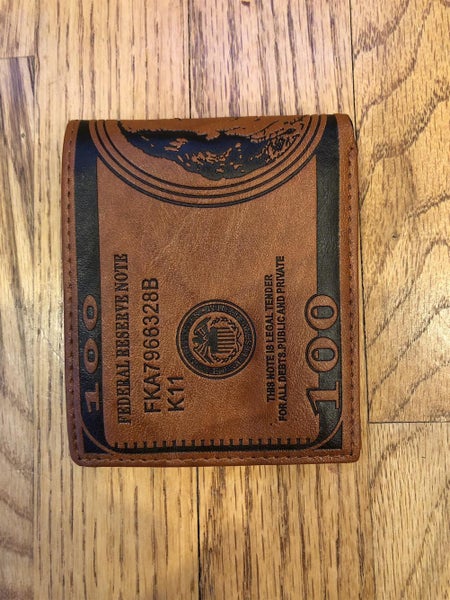 100
FEDERAL RESERVE NOTE
FKA7966328B
K11
THIS NOTE IS LEGAL TENDER
FOR ALL DEBTS, PUBLIC AND PRIVATE
100